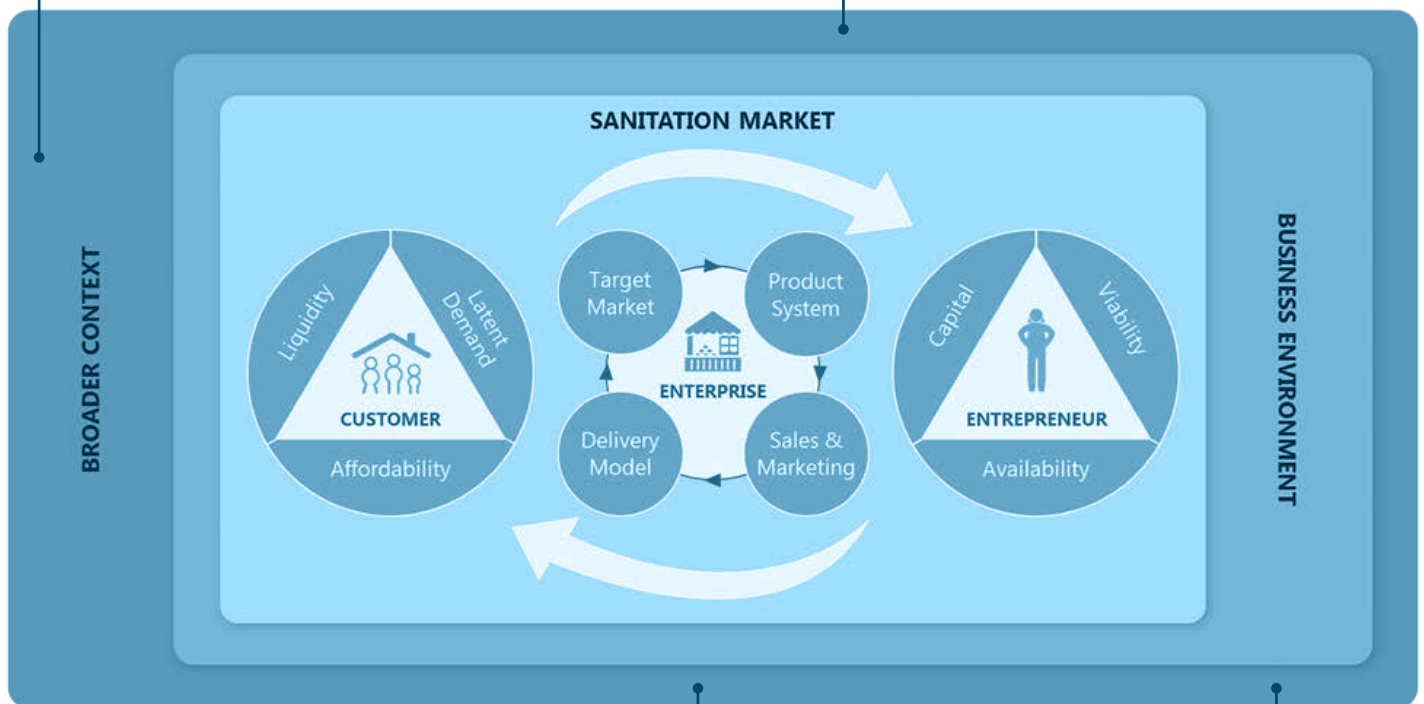 SANITATION MARKET
BROADER CONTEXT
Liquidity
Latent
Demand
CUSTOMER
Affordability
Target
Market
Product
System
ENTERPRISE
Delivery
Model
Sales &
Marketing
Capital
Viability
ENTREPRENEUR
Availability
BUSINESS ENVIRONMENT